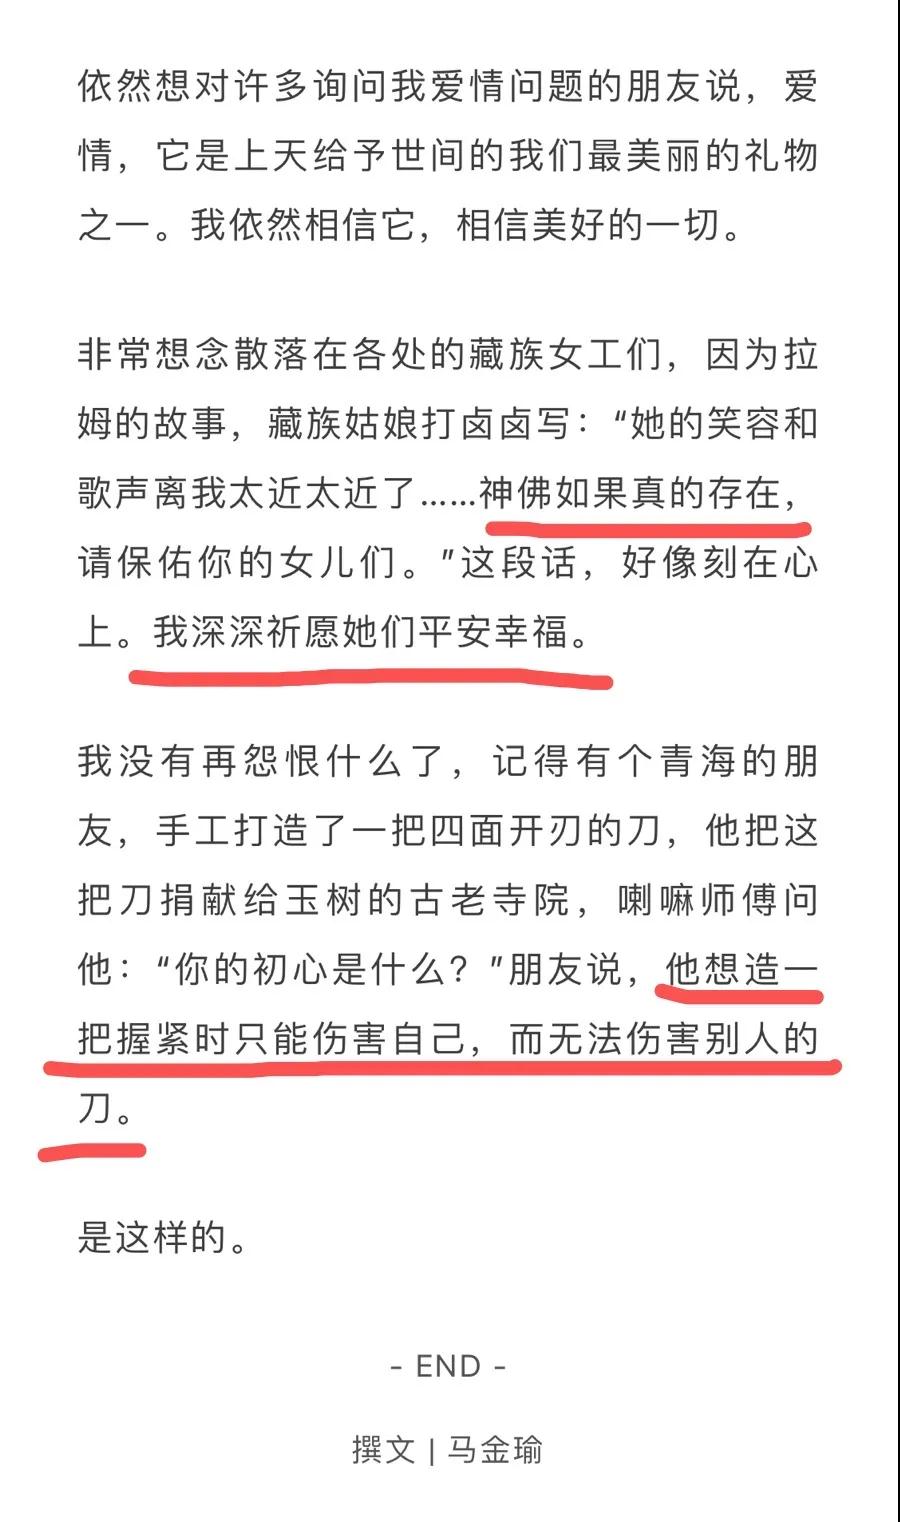 依然想对许多询问我爱情问题的朋友说，爱
情，它是上天给予世间的我们最美丽的礼物
之一。我依然相信它，相信美好的一切。
非常想念散落在各处的藏族女工们，因为拉
姆的故事，藏族姑娘打卤卤写：“她的笑容和
歌声离我太近太近了……神佛如果真的存在，
请保佑你的女儿们。”这段话，好像刻在心
上。我深深祈愿她们平安幸福。
我没有再怨恨什么了，记得有个青海的朋
友，手工打造了一把四面开刃的刀，他把这
把刀捐献给玉树的古老寺院，喇嘛师傅问
他：“你的初心是什么？”朋友说，他想造一
把握紧时只能伤害自己，而无法伤害别人的
刀。
是这样的。
- END -
撰文 | 马金瑜